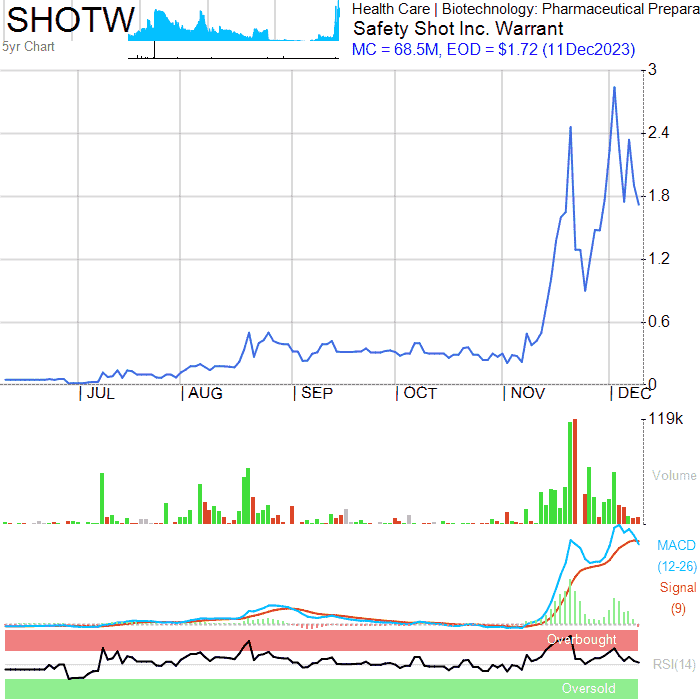 SHOTW
5yr Chart
Health Care | Biotechnology: Pharmaceutical Prepara
Safety Shot Inc. Warrant
MC = 68.5M, EOD = $1.72 (11Dec2023)
3
2.4
1.8
1.2
0.6
0
JUL AUG SEP OCT NOV DEC
119k
Volume
MACD
(12-26)
Signal
(9)
Overbought
RSI(14)
Oversold